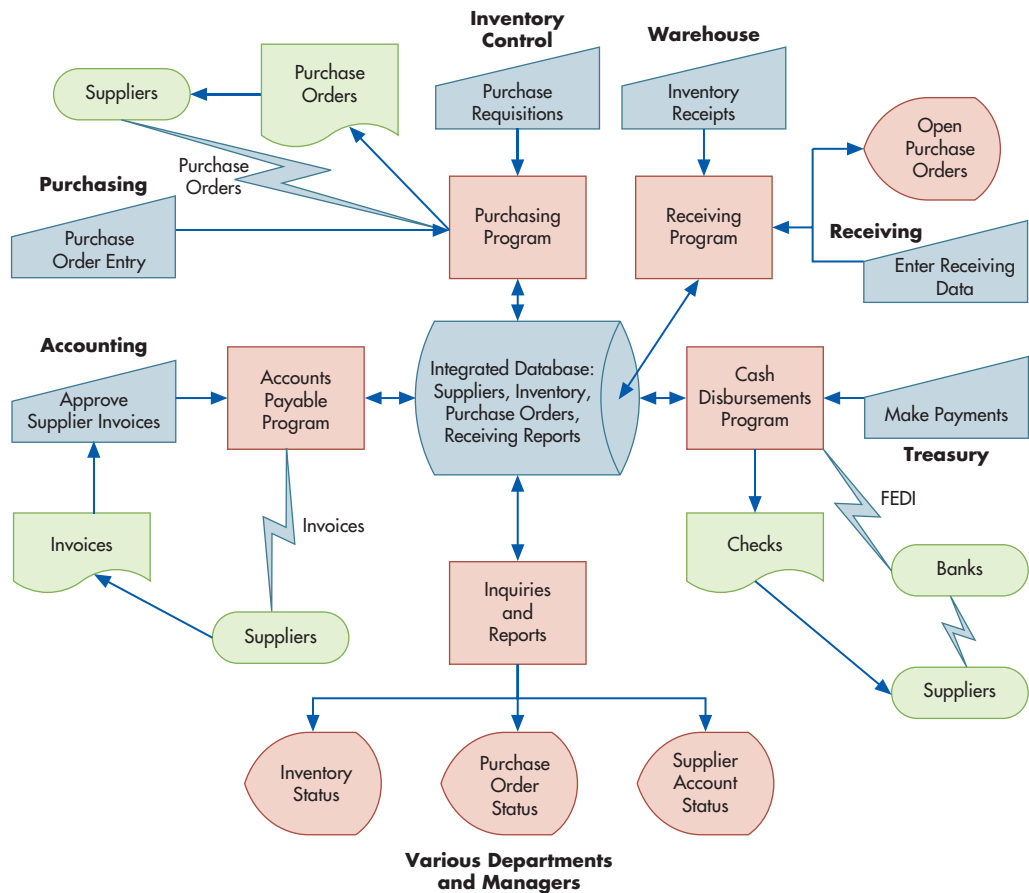 Inventory
Control
Warehouse
Suppliers
Purchase
Orders
Purchase
Requisitions
Inventory
Receipts
Open
Purchase
Orders
Purchase
Orders
Purchasing
Purchase
Order Entry
Purchasing
Program
Receiving
Program
Receiving
Enter Receiving
Data
Accounting
Approve
Supplier Invoices
Accounts
Payable
Program
Integrated Database:
Suppliers, Inventory,
Purchase Orders,
Receiving Reports
Cash
Disbursements
Program
Make Payments
Treasury
Invoices
Invoices
Suppliers
Inquiries
and
Reports
Checks
FEDI
Banks
Suppliers
Inventory
Status
Purchase
Order
Status
Supplier
Account
Status
Various Departments
and Managers